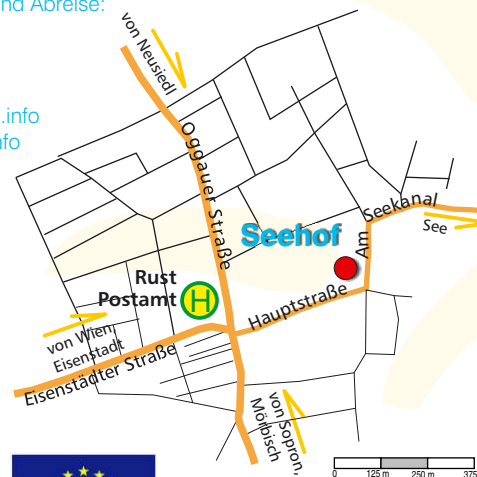 nd Abreise:
.info
nfo
von Neusiedl
Oggauer Straße
Seehof
Am
Seekanal
See
Rust
Postamt
H
Hauptstraße
von Wien,
Eisenstadt
Eisenstädter Straße
von Sopron,
Mörbisch
0 125 m 250 m 375